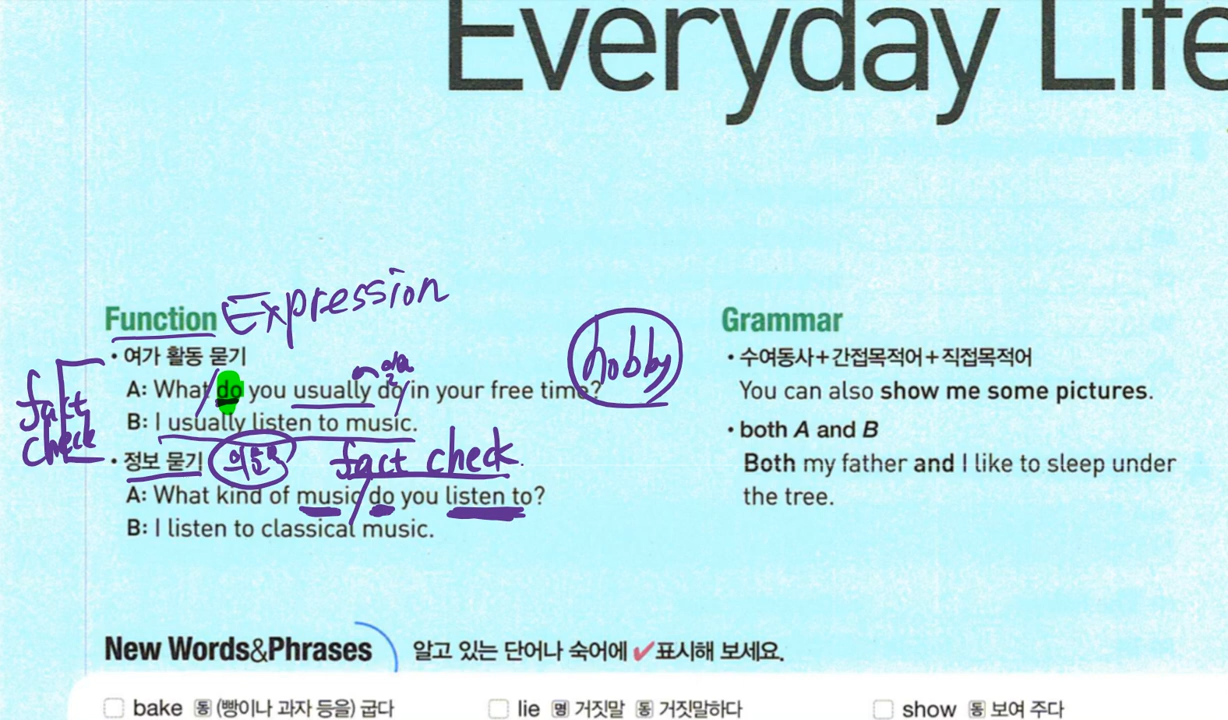 Everyday Life
Function Expression
• 여가 활동 묻기
A: What do you usually do in your free time? hobby
B: I usually listen to music.
fact check
• 정보 묻기 fact check
A: What kind of music do you listen to?
B: I listen to classical music.
Grammar
• 수여동사+간접목적어+직접목적어
You can also show me some pictures.
• both A and B
Both my father and I like to sleep under
the tree.
New Words&Phrases 알고 있는 단어나 숙어에 ✔표시해 보세요.
bake 동 (빵이나 과자 등을) 굽다
lie 명 거짓말 동 거짓말하다
show 동 보여 주다